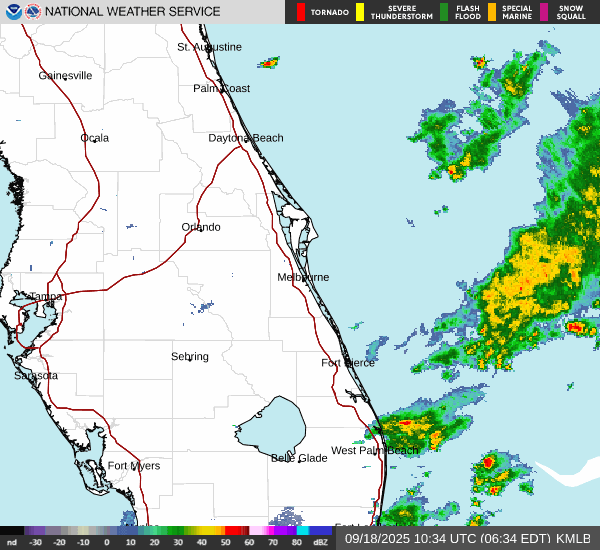 NATIONAL WEATHER SERVICE
TORNADO
SEVERE THUNDERSTORM
FLASH FLOOD
SPECIAL MARINE
SNOW SQUALL
St. Augustine
Gainesville
Palm Coast
Ocala
Daytona Beach
Orlando
Melbourne
Tampa
Sebring
Fort Pierce
Sarasota
West Palm Beach
Belle Glade
Fort Myers
nd -30 -20 -10 0 10 20 30 40 50 60 70 80 dBZ
09/18/2025 10:34 UTC (06:34 EDT) KMLB